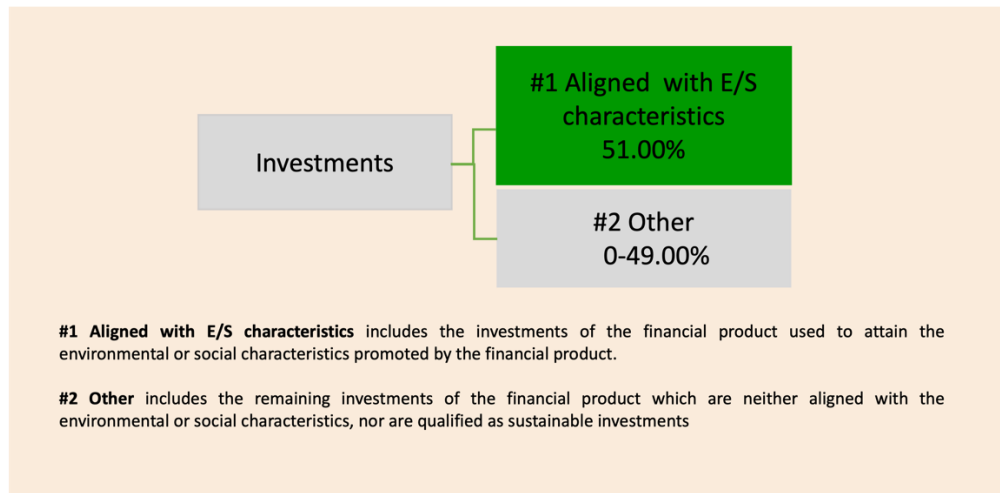 #1 Aligned with E/S
characteristics
51.00%
Investments
#2 Other
0-49.00%
#1 Aligned with E/S characteristics includes the investments of the financial product used to attain the
environmental or social characteristics promoted by the financial product.
#2 Other includes the remaining investments of the financial product which are neither aligned with the
environmental or social characteristics, nor are qualified as sustainable investments